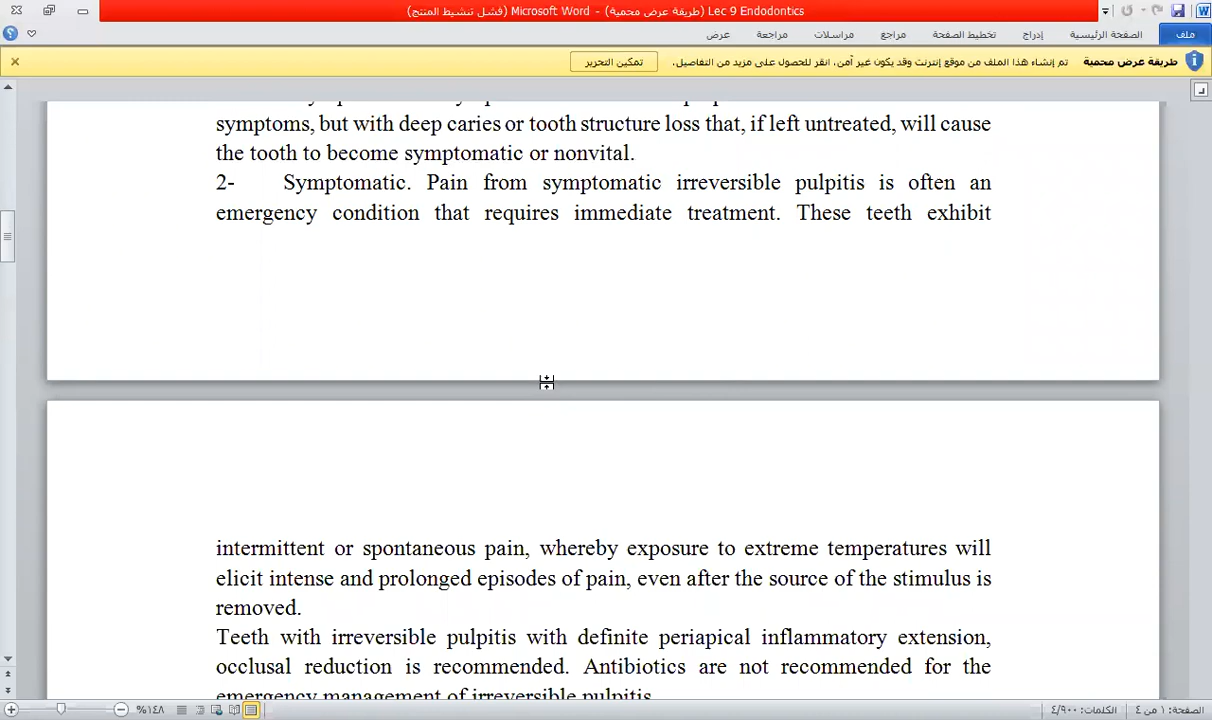 Lec 9 Endodontics (طريقة عرض محمية) - Microsoft Word (فشل تنشيط المنتج)
ملف
الصفحة الرئيسية
إدراج
تخطيط الصفحة
مراجع
مراسلات
مراجعة
عرض
طريقة عرض محمية تم إنشاء هذا الملف من موقع إنترنت وقد يكون غير آمن. انقر للحصول على مزيد من التفاصيل.
تمكين التحرير
symptoms, but with deep caries or tooth structure loss that, if left untreated, will cause
the tooth to become symptomatic or nonvital.
2- Symptomatic. Pain from symptomatic irreversible pulpitis is often an
emergency condition that requires immediate treatment. These teeth exhibit
intermittent or spontaneous pain, whereby exposure to extreme temperatures will
elicit intense and prolonged episodes of pain, even after the source of the stimulus is
removed.
Teeth with irreversible pulpitis with definite periapical inflammatory extension,
occlusal reduction is recommended. Antibiotics are not recommended for the
emergency management of irreversible pulpitis.
الصفحة: ١ من ٤
الكلمات: ٤/٩٠٠
%١٤٨